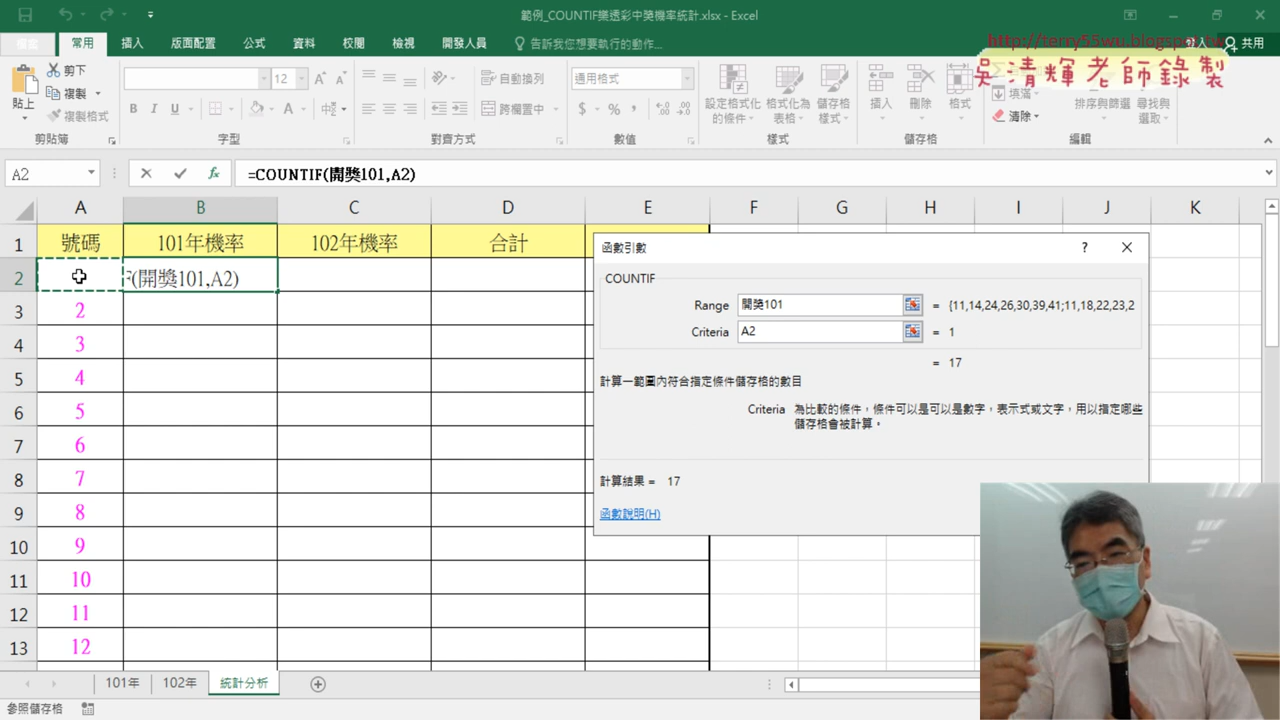 範例_COUNTIF樂透彩中獎機率統計.xlsx - Excel
http://terry55wu.blogspot.tw
吳清輝老師錄製
檔案 常用 插入 版面配置 公式 資料 校閱 檢視 開發人員 告訴我您想要執行的動作... 共用
剪下
複製
複製格式
貼上
12
B I U
自動換列
跨欄置中
通用格式
$ % ,
設定格式化的條件
格式化為表格
儲存格樣式
插入 刪除 格式
填滿
清除
排序與篩選 尋找與選取
剪貼簿 字型 對齊方式 數值 樣式 儲存格 編輯
A2 fx =COUNTIF(開獎101,A2)
A B C D E F G H I J K
1 號碼 101年機率 102年機率 合計
2 F(開獎101,A2)
3 2
4 3
5 4
6 5
7 6
8 7
9 8
10 9
11 10
12 11
13 12
函數引數 ?
COUNTIF
Range 開獎101 = {11,14,24,26,30,39,41;11,18,22,23,2
Criteria A2 = 1
= 17
計算一範圍內符合指定條件儲存格的數目
Criteria 為比較的條件，條件可以是可以是數字，表示式或文字，用以指定哪些
儲存格會被計算。
計算結果 = 17
函數說明(H)
101年 102年 統計分析
參照儲存格